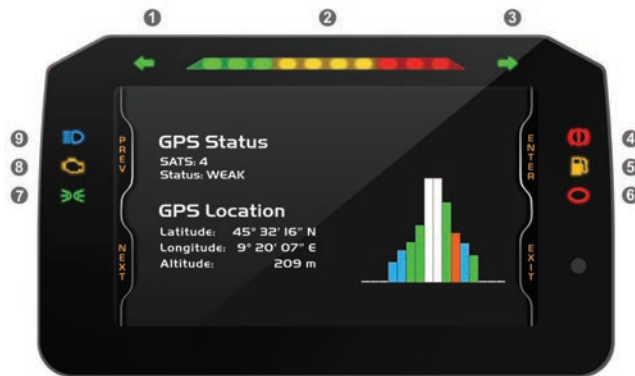 1 2 3
9 8 7
4 5 6
PREV
NEXT
GPS Status
SATS: 4
Status: WEAK
GPS Location
Latitude: 45° 32' 16" N
Longitude: 9° 20' 07" E
Altitude: 209 m
ENTER
EXIT